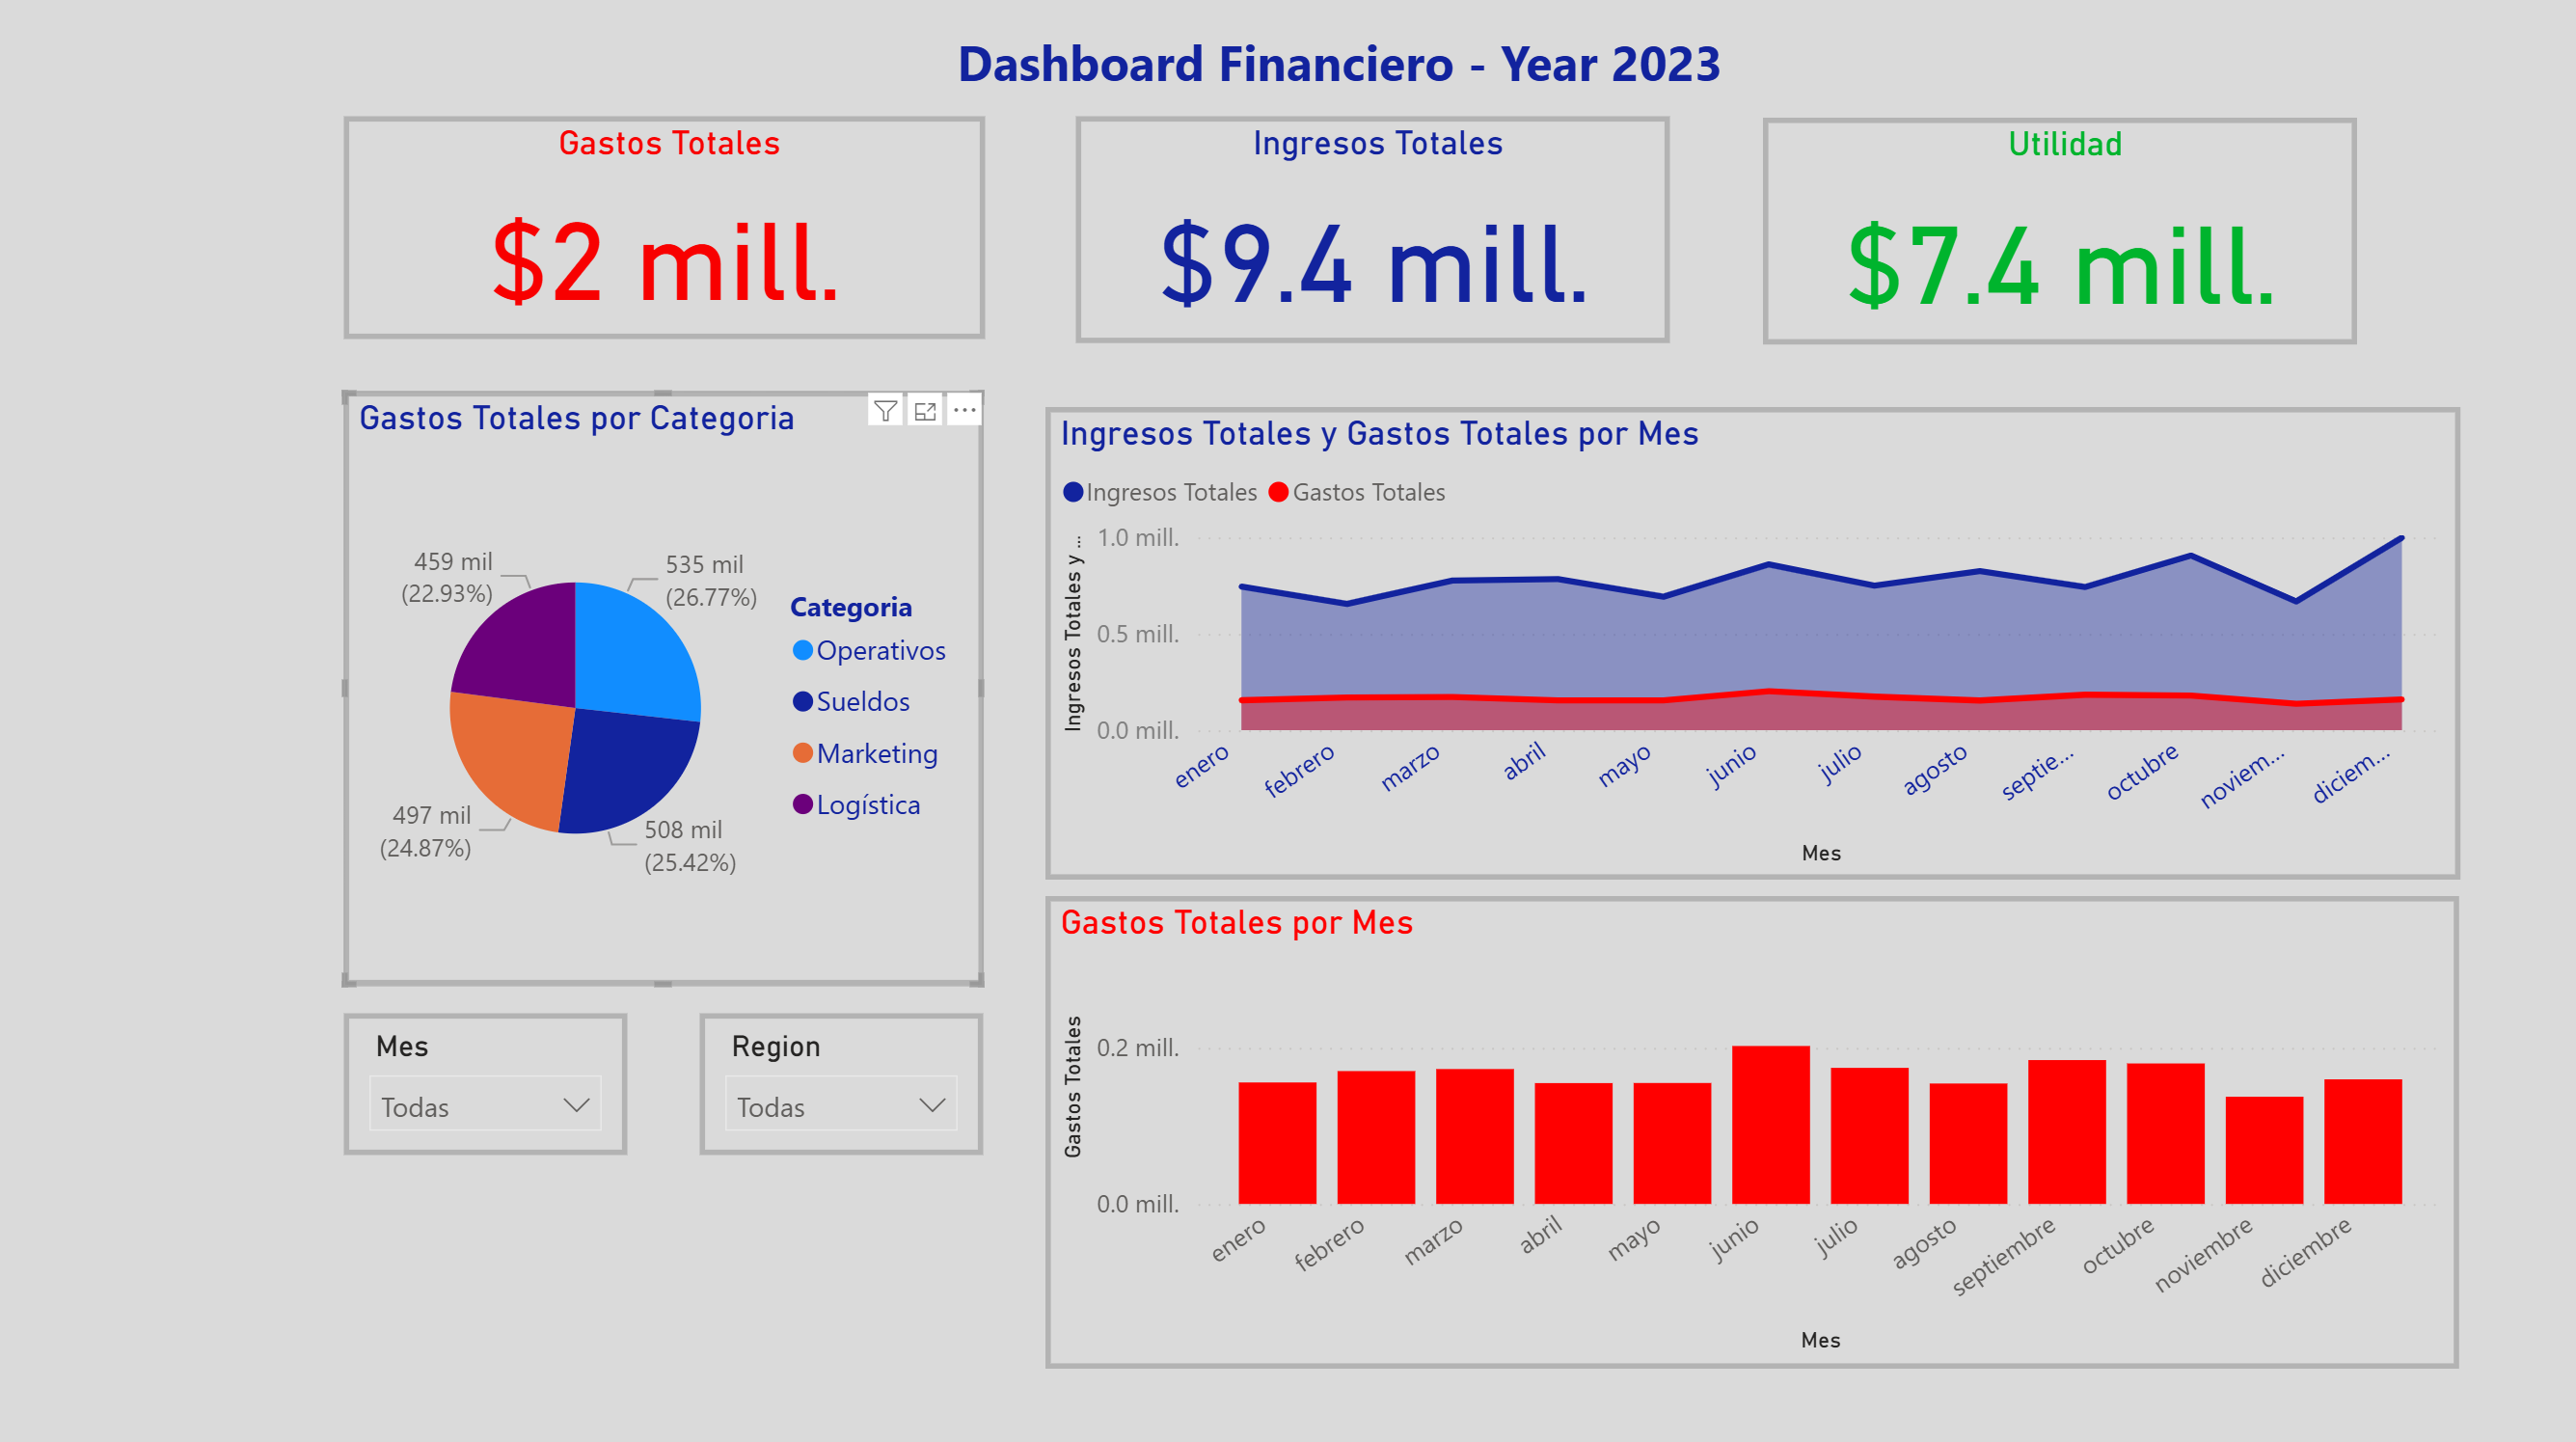 Dashboard Financiero - Year 2023
Gastos Totales
$2 mill.
Ingresos Totales
$9.4 mill.
Utilidad
$7.4 mill.
Gastos Totales por Categoria
459 mil
(22.93%)
535 mil
(26.77%)
497 mil
(24.87%)
508 mil
(25.42%)
Categoria
Operativos
Sueldos
Marketing
Logística
Mes
Todas
Region
Todas
Ingresos Totales y Gastos Totales por Mes
Ingresos Totales
Gastos Totales
Ingresos Totales y ...
1.0 mill.
0.5 mill.
0.0 mill.
enero
febrero
marzo
abril
mayo
junio
julio
agosto
septie...
octubre
noviem...
diciem...
Mes
Gastos Totales por Mes
Gastos Totales
0.2 mill.
0.0 mill.
enero
febrero
marzo
abril
mayo
junio
julio
agosto
septiembre
octubre
noviembre
diciembre
Mes